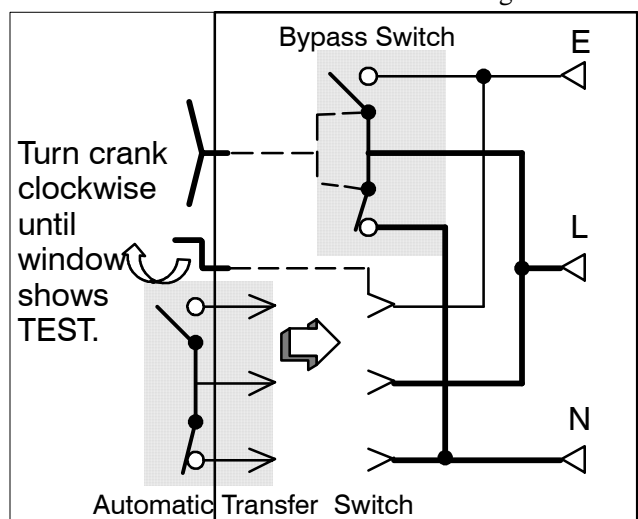 Bypass Switch
E
Turn crank
clockwise
until
window
shows
TEST.
L
N
Automatic Transfer Switch